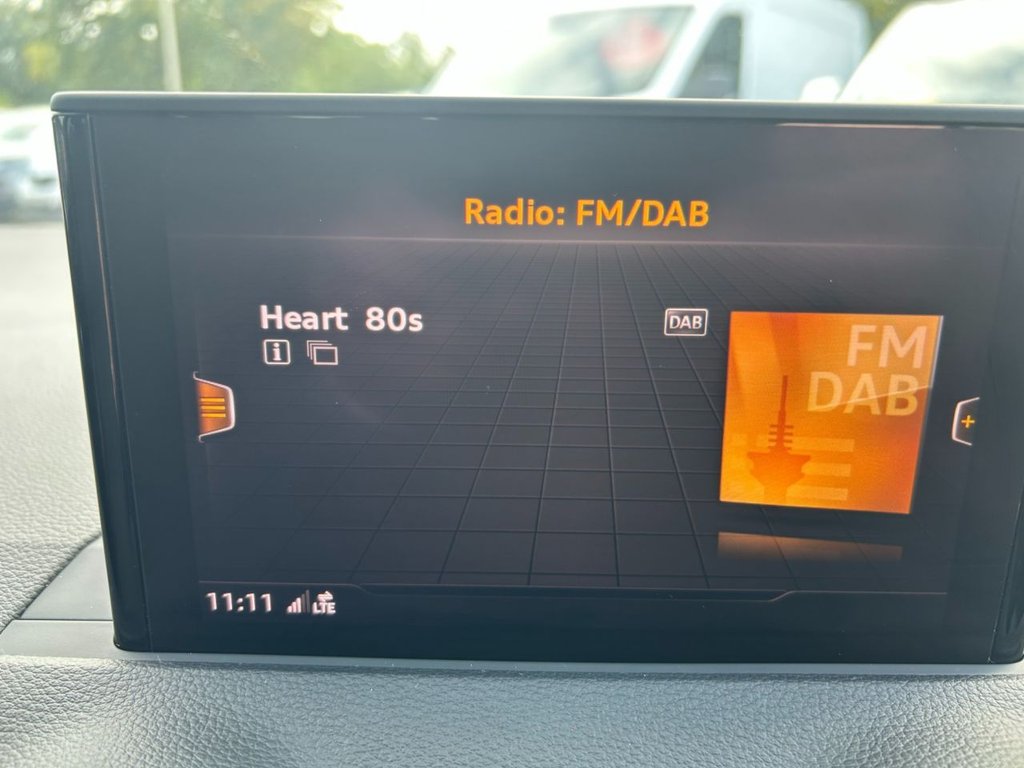 Radio: FM/DAB
Heart 80s
DAB
FM
DAB
11:11
LTE